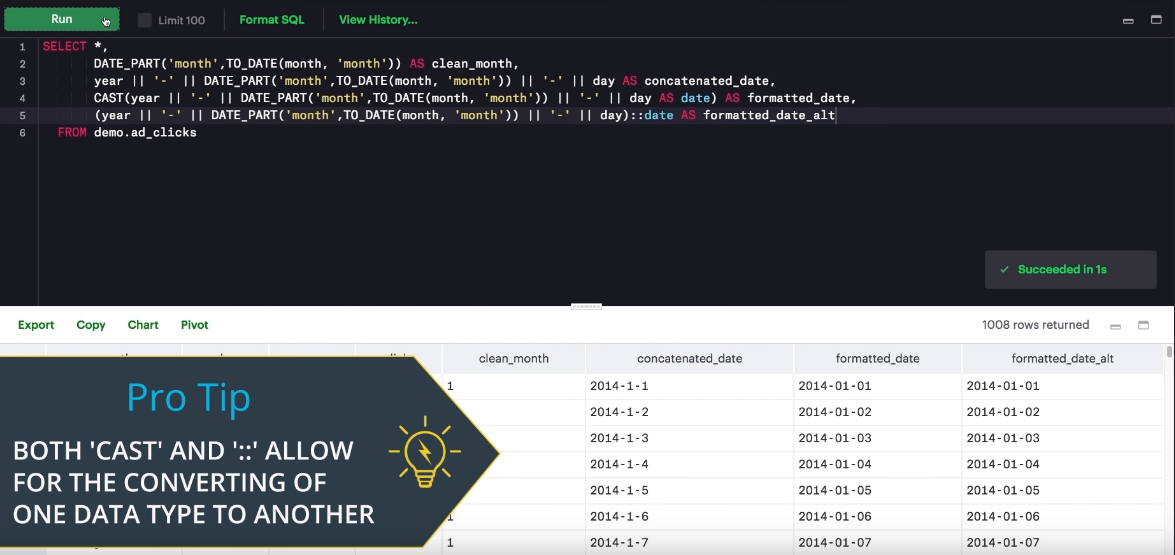 Run Limit 100 Format SQL View History...
1 SELECT *,
2 DATE_PART('month',TO_DATE(month, 'month')) AS clean_month,
3 year || '-' || DATE_PART('month',TO_DATE(month, 'month')) || '-' || day AS concatenated_date,
4 CAST(year || '-' || DATE_PART('month',TO_DATE(month, 'month')) || '-' || day AS date) AS formatted_date,
5 (year || '-' || DATE_PART('month',TO_DATE(month, 'month')) || '-' || day)::date AS formatted_date_alt
6 FROM demo.ad_clicks
✓ Succeeded in 1s
Export Copy Chart Pivot 1008 rows returned
clean_month concatenated_date formatted_date formatted_date_alt
1 2014-1-1 2014-01-01 2014-01-01
2014-1-2 2014-01-02 2014-01-02
2014-1-3 2014-01-03 2014-01-03
2014-1-4 2014-01-04 2014-01-04
2014-1-5 2014-01-05 2014-01-05
1 2014-1-6 2014-01-06 2014-01-06
1 2014-1-7 2014-01-07 2014-01-07
Pro Tip
BOTH 'CAST' AND '::' ALLOW
FOR THE CONVERTING OF
ONE DATA TYPE TO ANOTHER